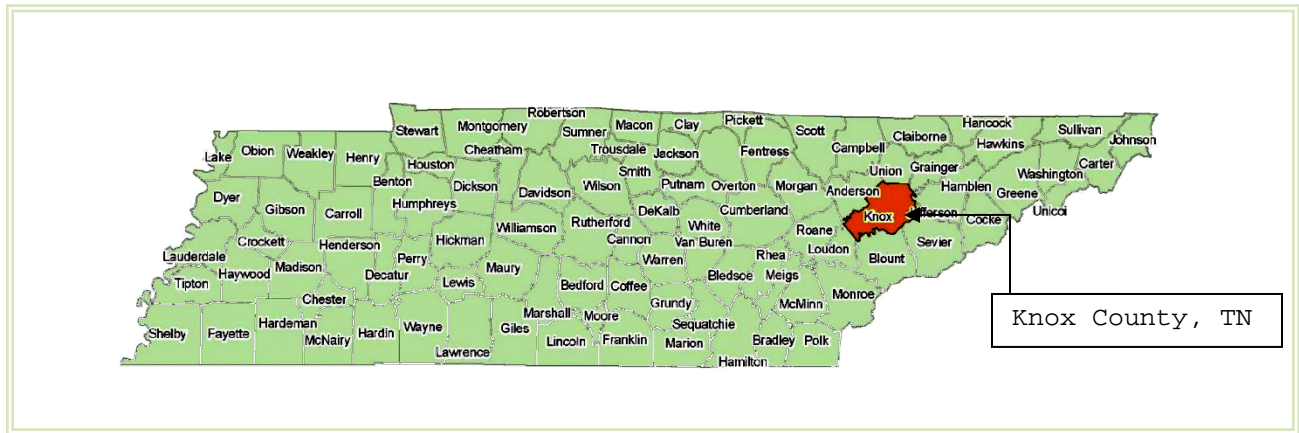 Lake
Obion
Weakley
Henry
Stewart
Montgomery
Robertson
Sumner
Macon
Clay
Pickett
Scott
Campbell
Claiborne
Hancock
Hawkins
Sullivan
Johnson
Houston
Cheatham
Trousdale
Jackson
Fentress
Union
Grainger
Washington
Carter
Dyer
Gibson
Carroll
Benton
Humphreys
Dickson
Davidson
Wilson
Smith
Putnam
Overton
Morgan
Anderson
Hamblen
Greene
Unicoi
Crockett
Henderson
Perry
Hickman
Williamson
Rutherford
DeKalb
Cannon
White
Van Buren
Cumberland
Roane
Knox
Jefferson
Cocke
Lauderdale
Tipton
Haywood
Madison
Decatur
Lewis
Maury
Bedford
Coffee
Warren
Bledsoe
Rhea
Meigs
Loudon
Blount
Sevier
Shelby
Fayette
Hardeman
Chester
McNairy
Hardin
Wayne
Lawrence
Giles
Marshall
Moore
Lincoln
Franklin
Grundy
Sequatchie
Marion
Hamilton
Bradley
Polk
McMinn
Monroe
Knox County, TN